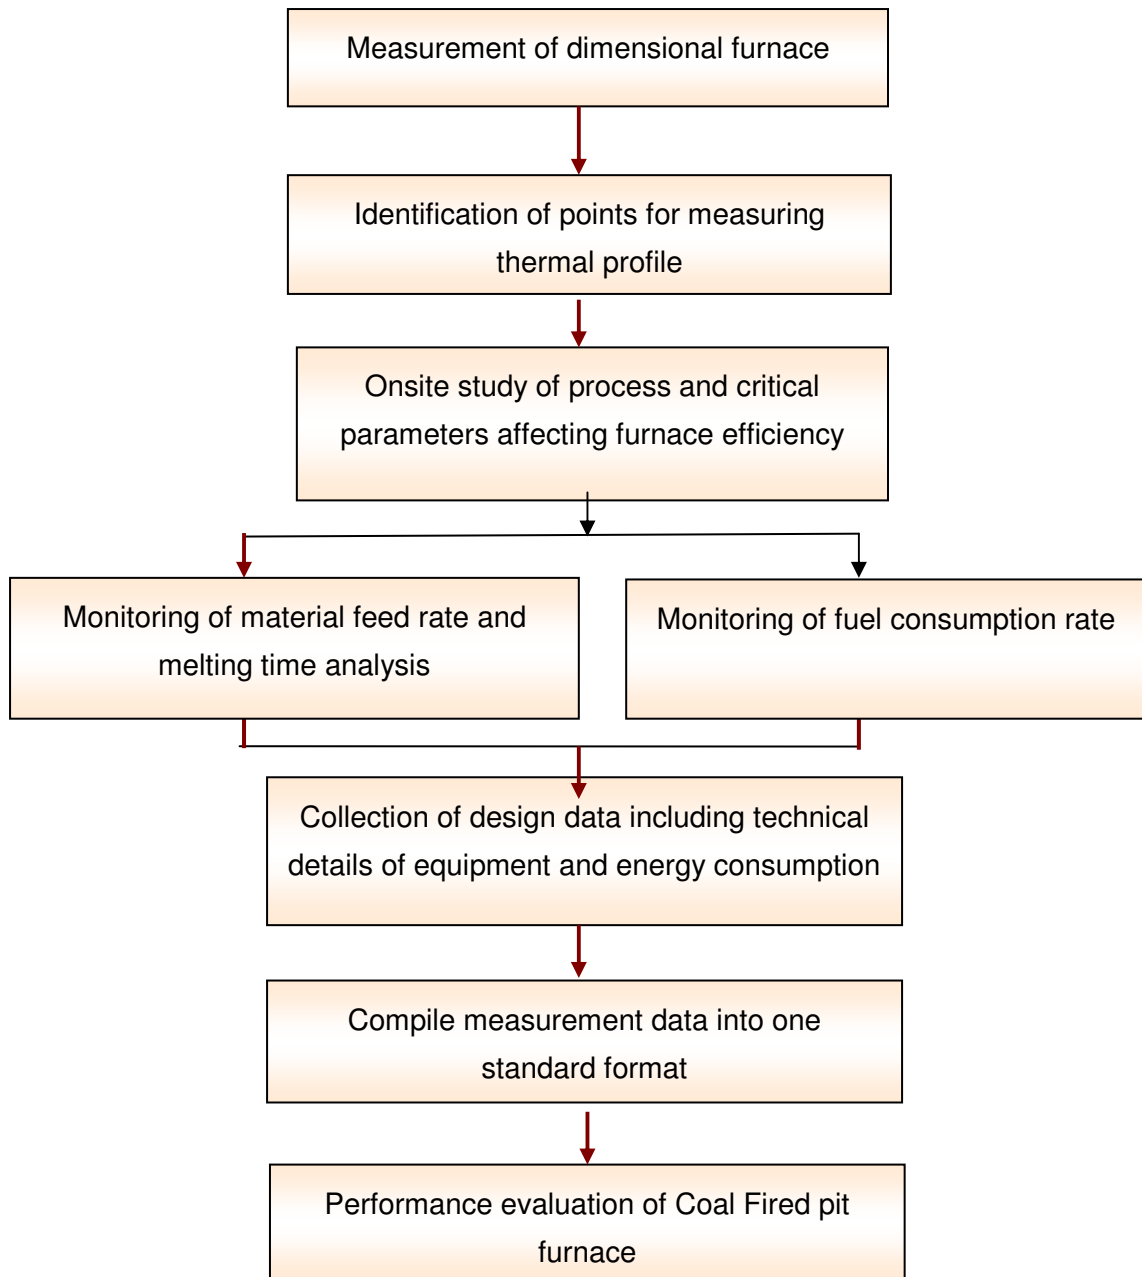 Measurement of dimensional furnace
Identification of points for measuring
thermal profile
Onsite study of process and critical
parameters affecting furnace efficiency
Monitoring of material feed rate and
melting time analysis
Monitoring of fuel consumption rate
Collection of design data including technical
details of equipment and energy consumption
Compile measurement data into one
standard format
Performance evaluation of Coal Fired pit
furnace